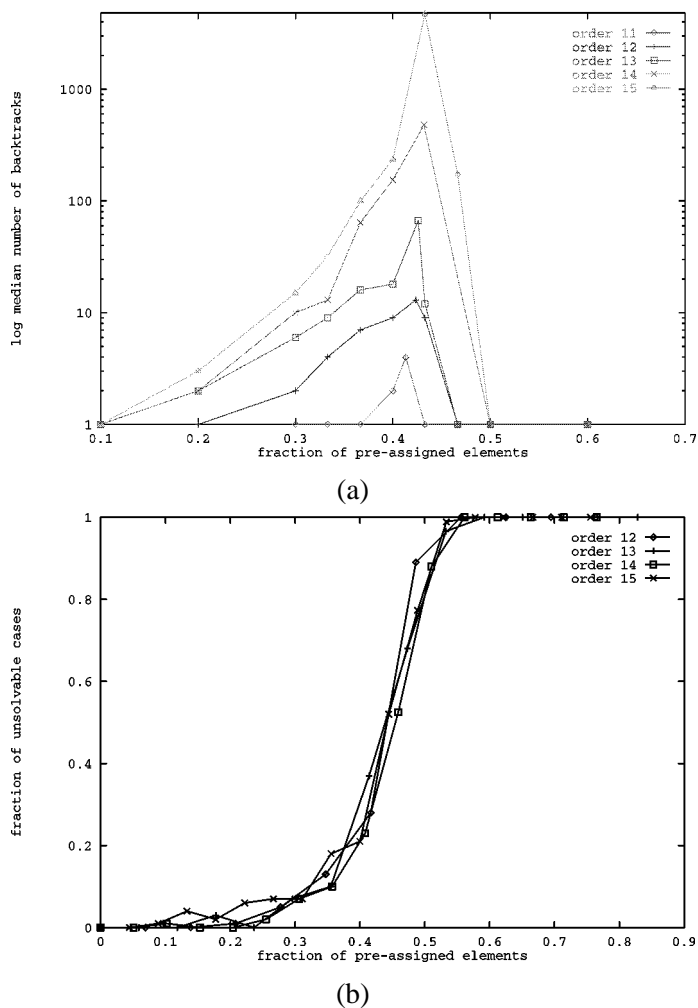 order 11
order 12
order 13
order 14
order 15
1000
100
10
1
log median number of backtracks
0.1 0.2 0.3 0.4 0.5 0.6 0.7
fraction of pre-assigned elements
(a)
order 12
order 13
order 14
order 15
1
0.8
0.6
0.4
0.2
0
fraction of unsolvable cases
0 0.1 0.2 0.3 0.4 0.5 0.6 0.7 0.8 0.9
fraction of pre-assigned elements
(b)